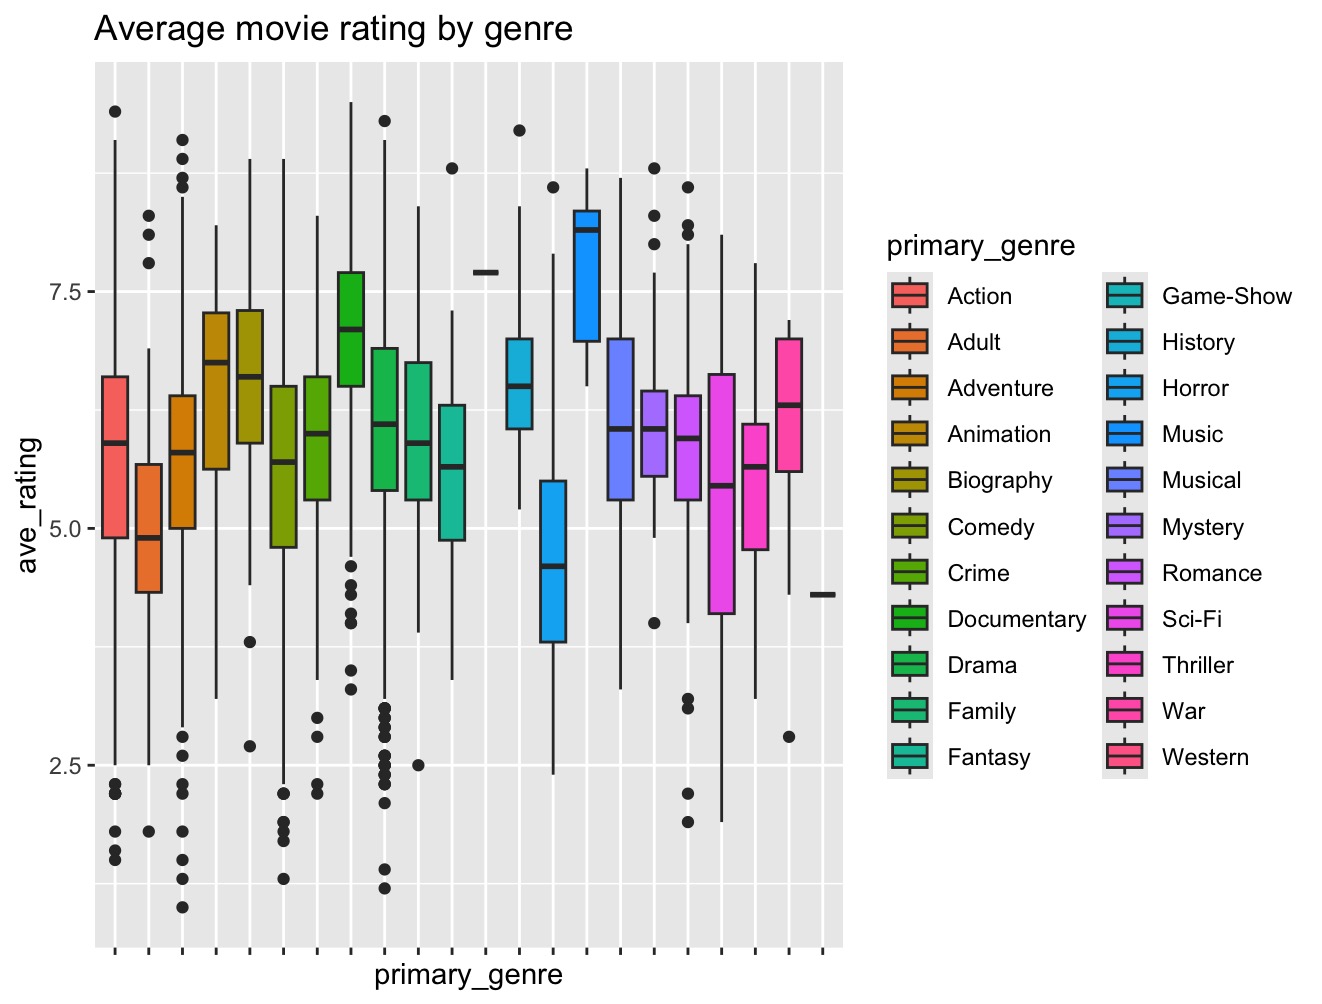 Average movie rating by genre
ave_rating
7.5
5.0
2.5
primary_genre
primary_genre
Action
Adult
Adventure
Animation
Biography
Comedy
Crime
Documentary
Drama
Family
Fantasy
Game-Show
History
Horror
Music
Musical
Mystery
Romance
Sci-Fi
Thriller
War
Western